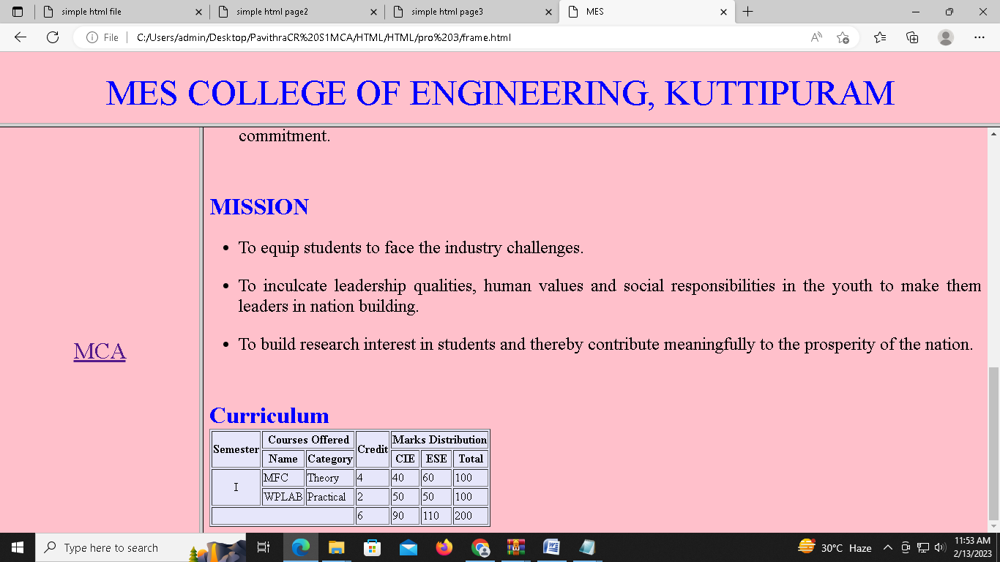 simple html file
simple html page2
simple html page3
MES
File
C:/Users/admin/Desktop/PavithraCR%20S1MCA/HTML/HTML/pro%203/frame.html
MES COLLEGE OF ENGINEERING, KUTTIPURAM
commitment.
MISSION
• To equip students to face the industry challenges.
• To inculcate leadership qualities, human values and social responsibilities in the youth to make them
leaders in nation building.
MCA
• To build research interest in students and thereby contribute meaningfully to the prosperity of the nation.
Curriculum
Semester Courses Offered Credit Marks Distribution
Name Category CIE ESE Total
I MFC Theory 4 40 60 100
WPLAB Practical 2 50 50 100
6 90 110 200
Type here to search
30°C Haze
11:53 AM
2/13/2023